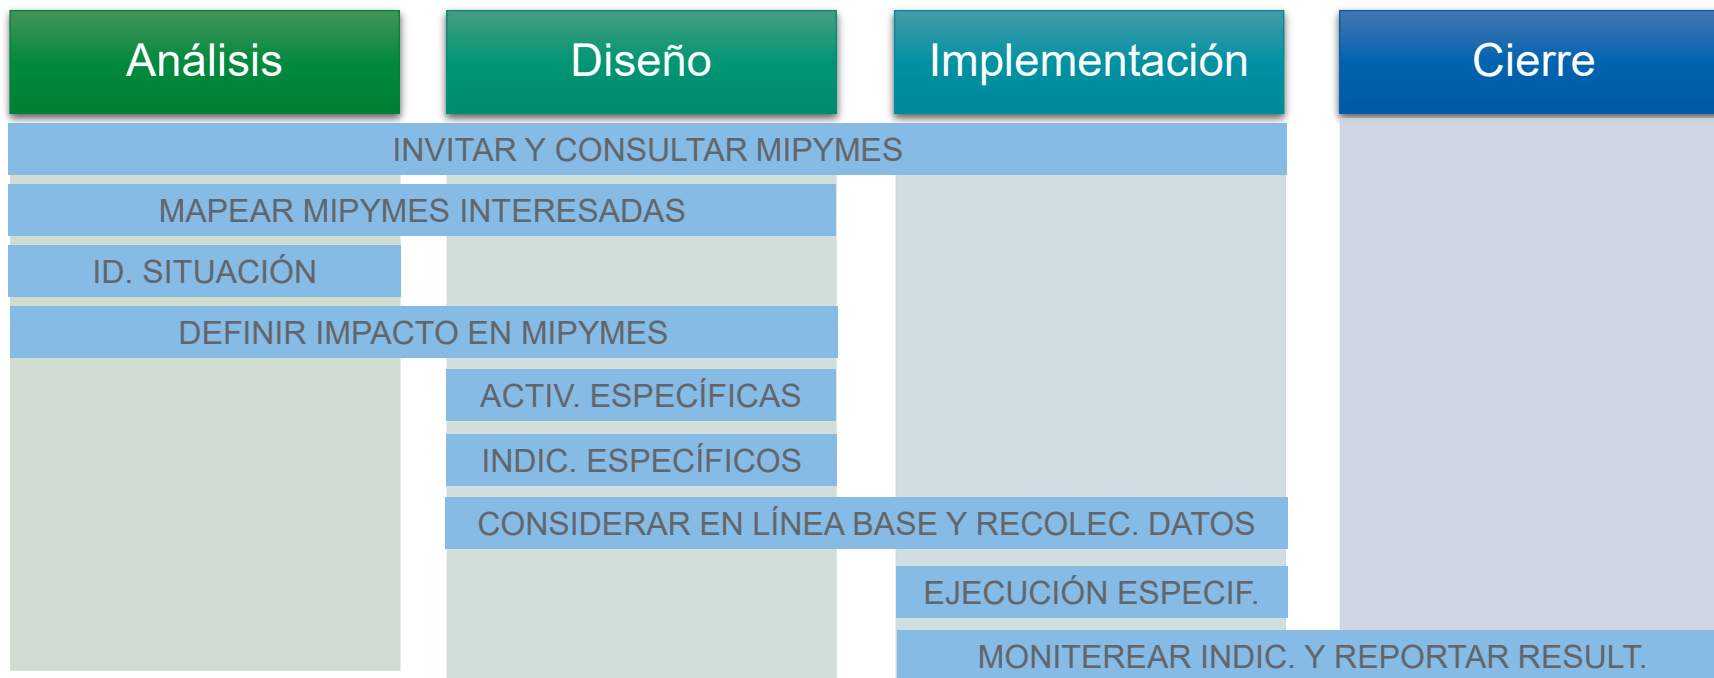 Análisis
Diseño
Implementación
Cierre
INVITAR Y CONSULTAR MIPYMES
MAPEAR MIPYMES INTERESADAS
ID. SITUACIÓN
DEFINIR IMPACTO EN MIPYMES
ACTIV. ESPECÍFICAS
INDIC. ESPECÍFICOS
CONSIDERAR EN LÍNEA BASE Y RECOLEC. DATOS
EJECUCIÓN ESPECIF.
MONITEREAR INDIC. Y REPORTAR RESULT.